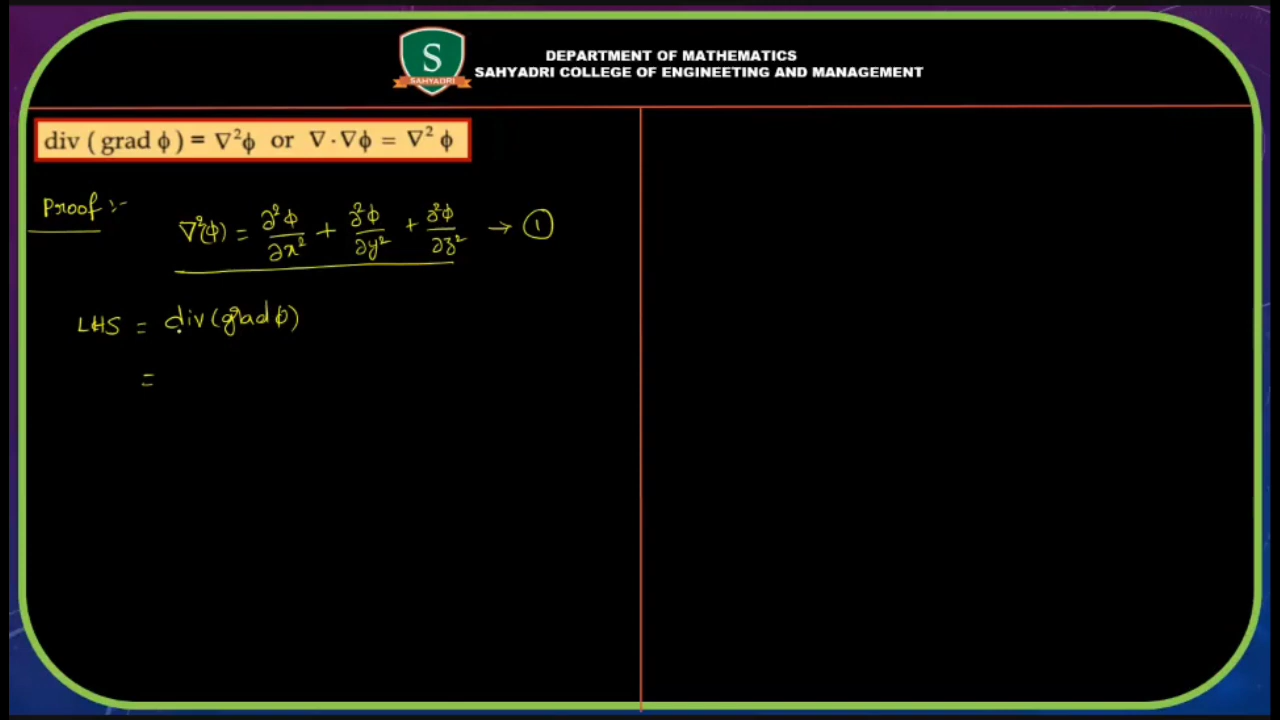 S
SAHYADRI
DEPARTMENT OF MATHEMATICS
SAHYADRI COLLEGE OF ENGINEETING AND MANAGEMENT
div ( grad ϕ ) = ∇²ϕ or ∇ · ∇ϕ = ∇² ϕ
Proof :-
∇²(ϕ) = ∂²ϕ/∂x² + ∂²ϕ/∂y² + ∂²ϕ/∂z² → ①
LHS = div(grad ϕ)
=